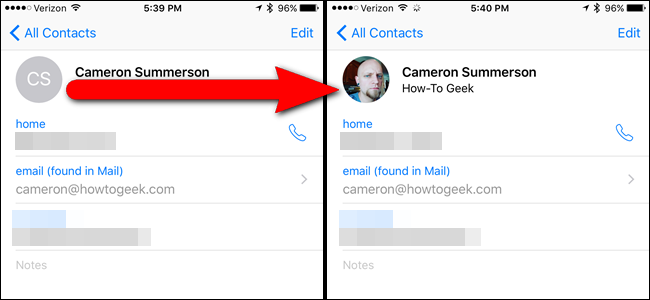 Verizon 5:39 PM 96%
All Contacts Edit
CS
Cameron Summerson
home
email (found in Mail)
cameron@howtogeek.com
Notes
Verizon 5:40 PM 96%
All Contacts Edit
Cameron Summerson
How-To Geek
home
email (found in Mail)
cameron@howtogeek.com
Notes